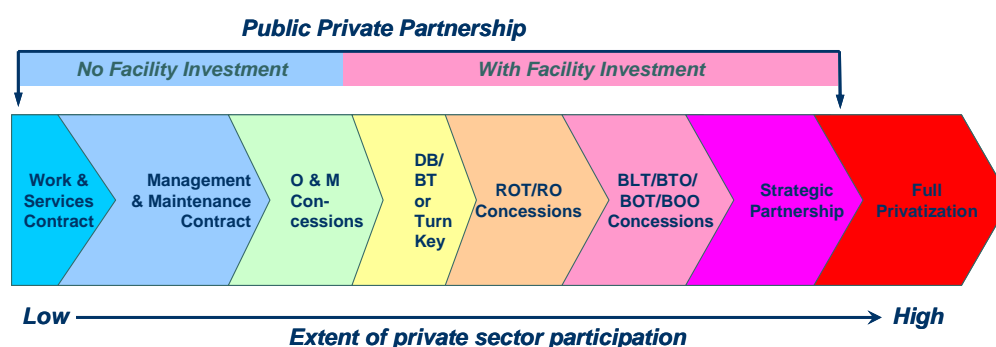 Public Private Partnership
No Facility Investment
With Facility Investment
Work &
Services
Contract
Management
& Maintenance
Contract
O & M
Con-
cessions
DB/
BT
or
Turn
Key
ROT/RO
Concessions
BLT/BTO/
BOT/BOO
Concessions
Strategic
Partnership
Full
Privatization
Low
High
Extent of private sector participation